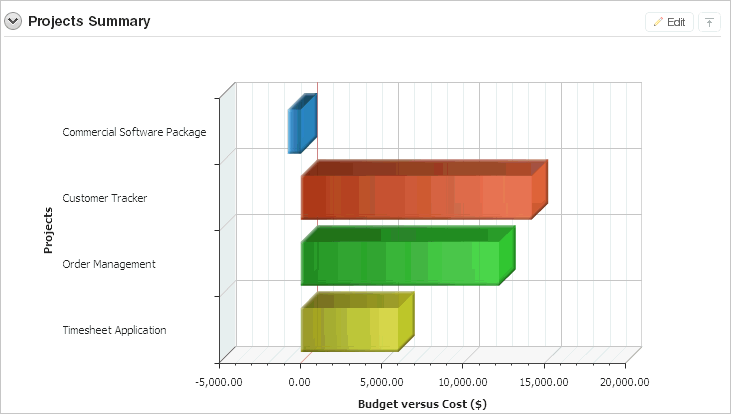 Projects Summary
Edit
Commercial Software Package
Customer Tracker
Projects
Order Management
Timesheet Application
-5,000.00 0.00 5,000.00 10,000.00 15,000.00 20,000.00
Budget versus Cost ($)